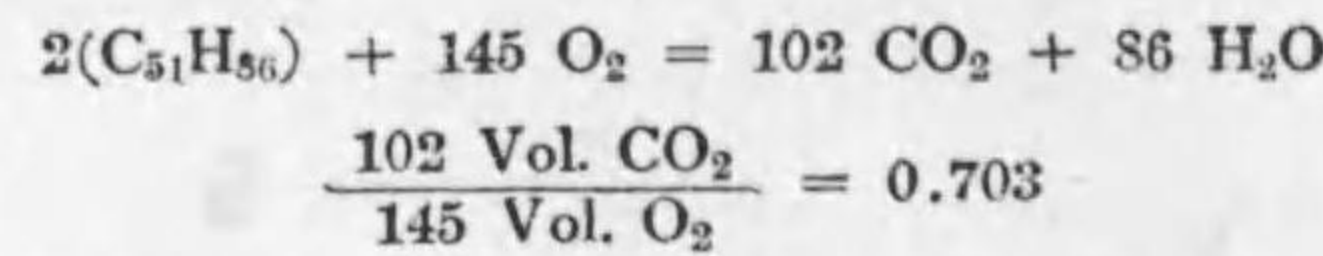 2(C₅₁H₈₆) + 145 O₂ = 102 CO₂ + 86 H₂O
102 Vol. CO₂
145 Vol. O₂
= 0.703